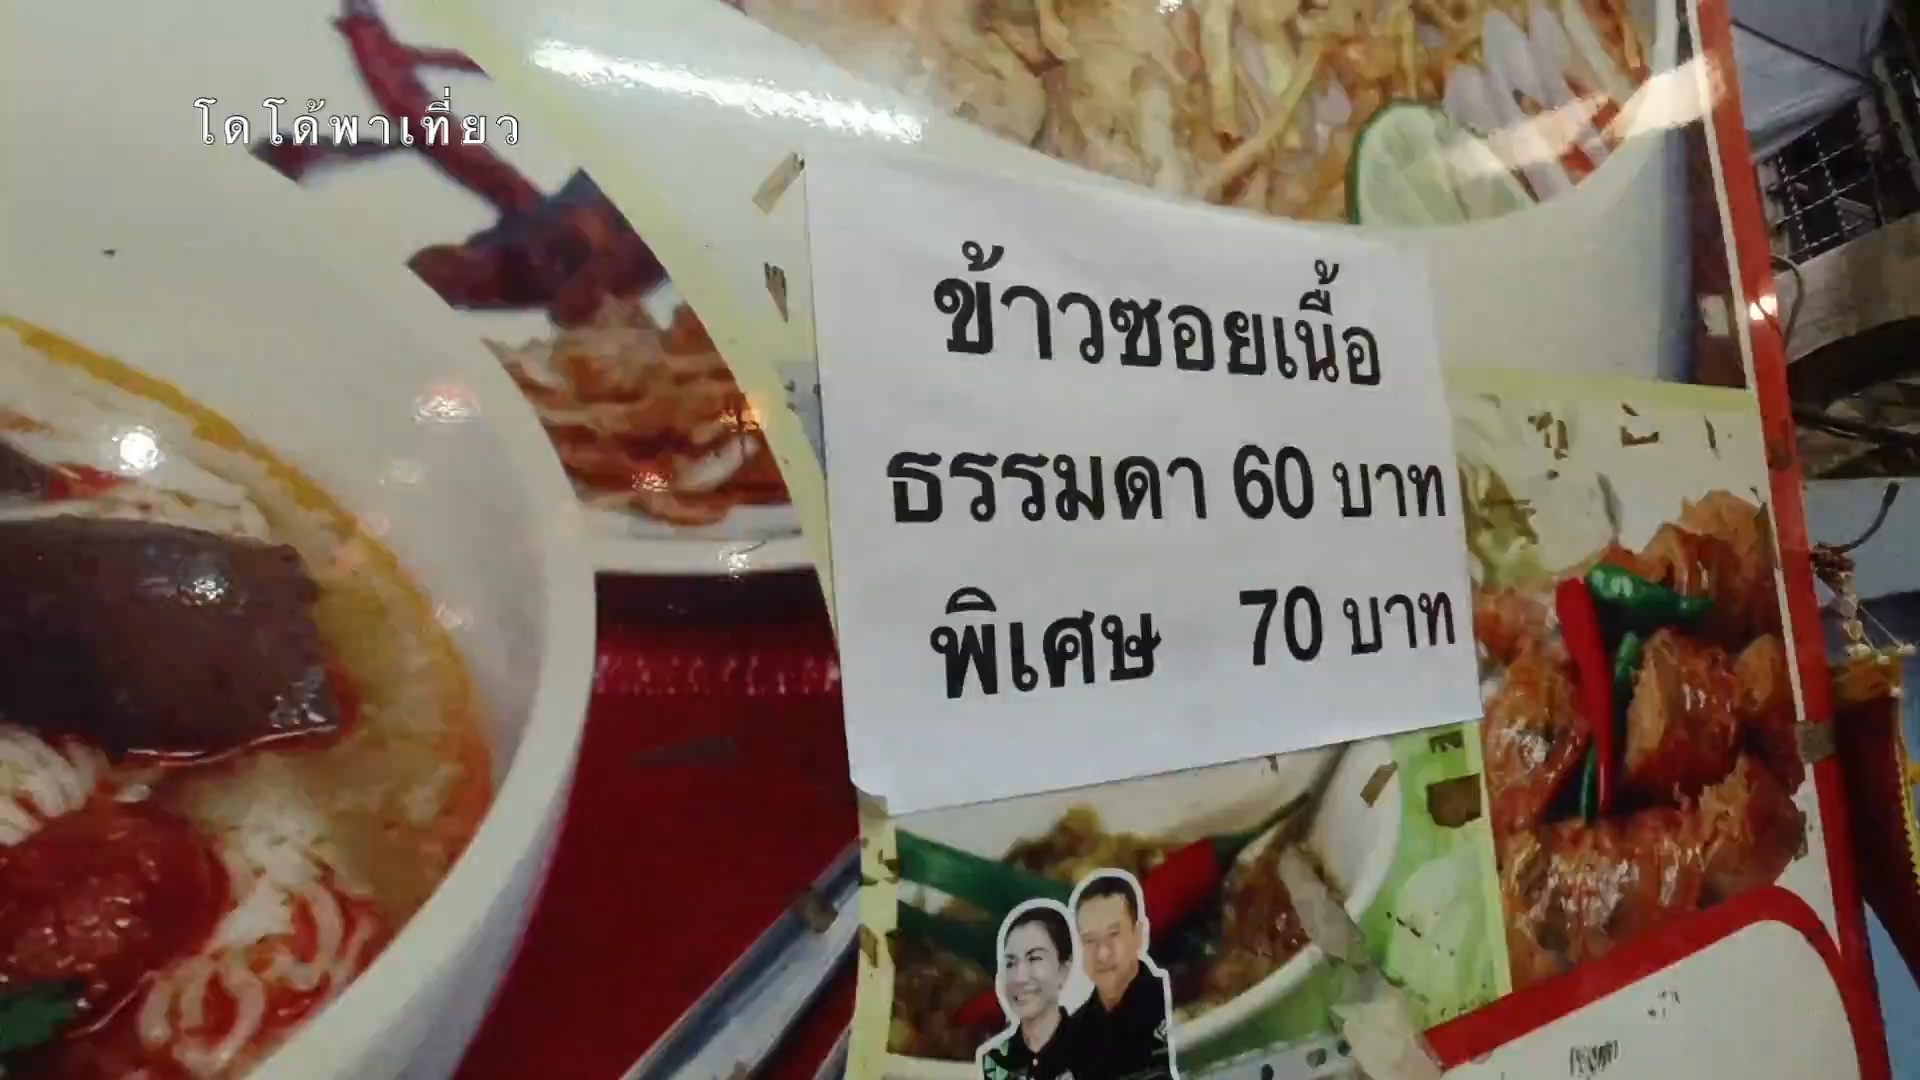 โดโด้พาเที่ยว
ข้าวซอยเนื้อ
ธรรมดา 60 บาท
พิเศษ 70 บาท